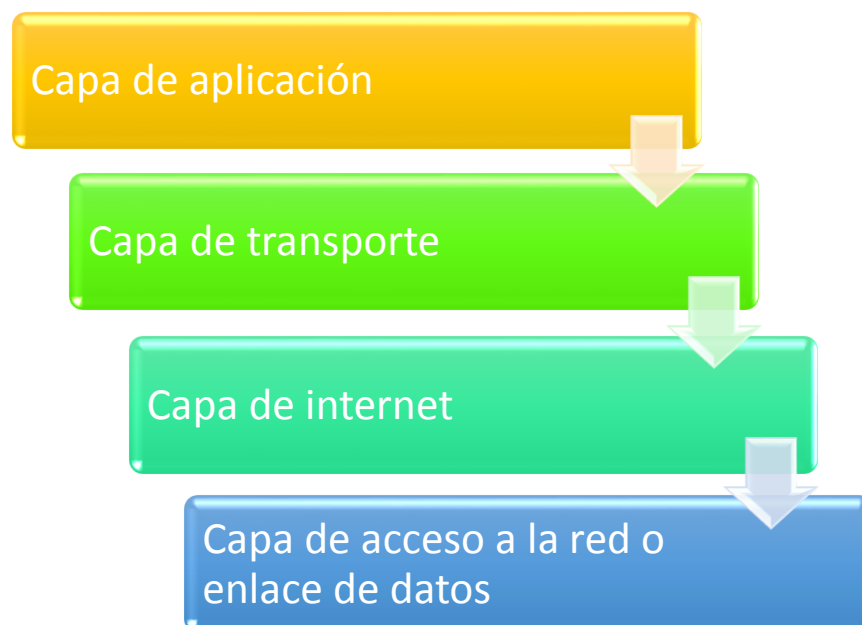 Capa de aplicación
Capa de transporte
Capa de internet
Capa de acceso a la red o
enlace de datos